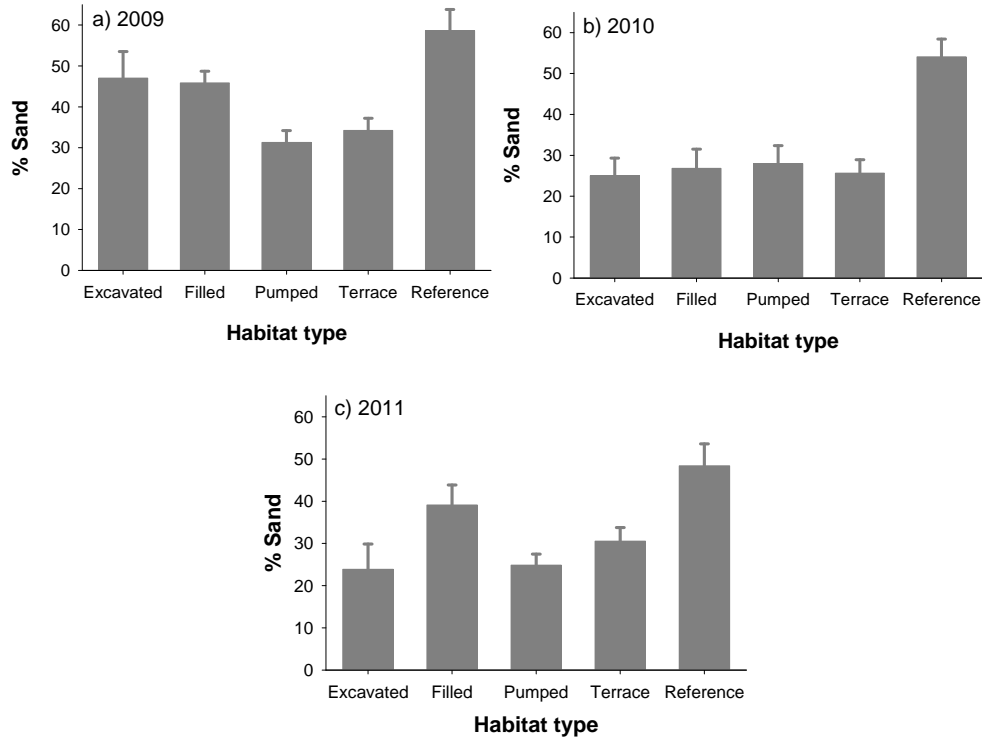 a) 2009
60
50
40
30
20
10
0
% Sand
Excavated Filled Pumped Terrace Reference
Habitat type
b) 2010
60
50
40
30
20
10
0
% Sand
Excavated Filled Pumped Terrace Reference
Habitat type
c) 2011
60
50
40
30
20
10
0
% Sand
Excavated Filled Pumped Terrace Reference
Habitat type